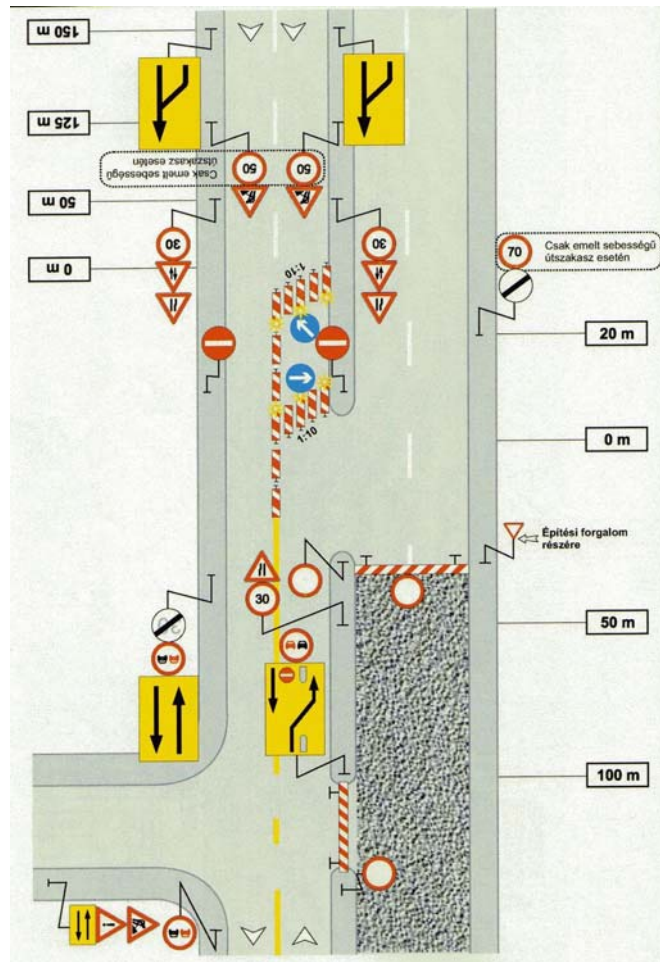 150 m
125 m
50 m
0 m
Csak emelt sebességű
útszakasz esetén
50
50
30
30
1:10
70
Csak emelt sebességű
útszakasz esetén
20 m
0 m
1:10
Építési forgalom
részére
30
30
50 m
100 m